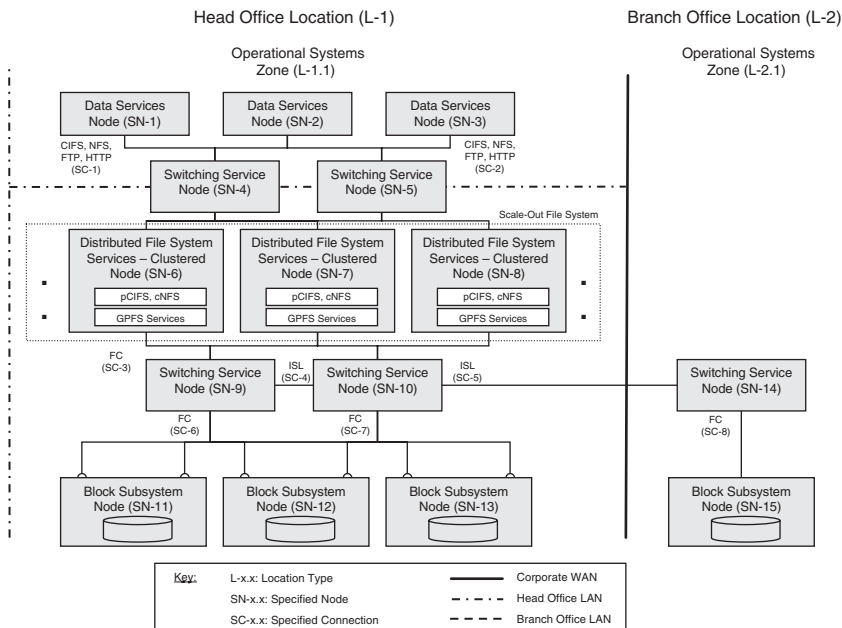 Head Office Location (L-1)
Branch Office Location (L-2)
Operational Systems
Zone (L-1.1)
Operational Systems
Zone (L-2.1)
Data Services
Node (SN-1)
Data Services
Node (SN-2)
Data Services
Node (SN-3)
CIFS, NFS,
FTP, HTTP
(SC-1)
CIFS, NFS,
FTP, HTTP
(SC-2)
Switching Service
Node (SN-4)
Switching Service
Node (SN-5)
Scale-Out File System
Distributed File System
Services – Clustered
Node (SN-6)
pCIFS, cNFS
GPFS Services
Distributed File System
Services – Clustered
Node (SN-7)
pCIFS, cNFS
GPFS Services
Distributed File System
Services – Clustered
Node (SN-8)
pCIFS, cNFS
GPFS Services
FC
(SC-3)
Switching Service
Node (SN-9)
ISL
(SC-4)
Switching Service
Node (SN-10)
ISL
(SC-5)
Switching Service
Node (SN-14)
FC
(SC-6)
FC
(SC-7)
FC
(SC-8)
Block Subsystem
Node (SN-11)
Block Subsystem
Node (SN-12)
Block Subsystem
Node (SN-13)
Block Subsystem
Node (SN-15)
Key:
L-x.x: Location Type
SN-x.x: Specified Node
SC-x.x: Specified Connection
Corporate WAN
Head Office LAN
Branch Office LAN